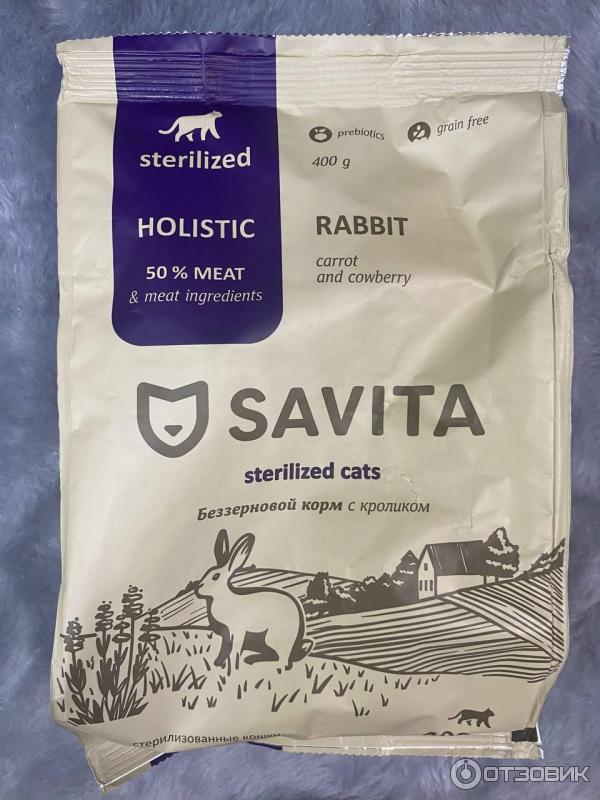 sterilized
prebiotics
grain free
400 g
HOLISTIC
RABBIT
50 % MEAT
& meat ingredients
carrot
and cowberry
SAVITA
sterilized cats
Беззерновой корм с кроликом
стерилизованные кошки
ОТЗОВИК